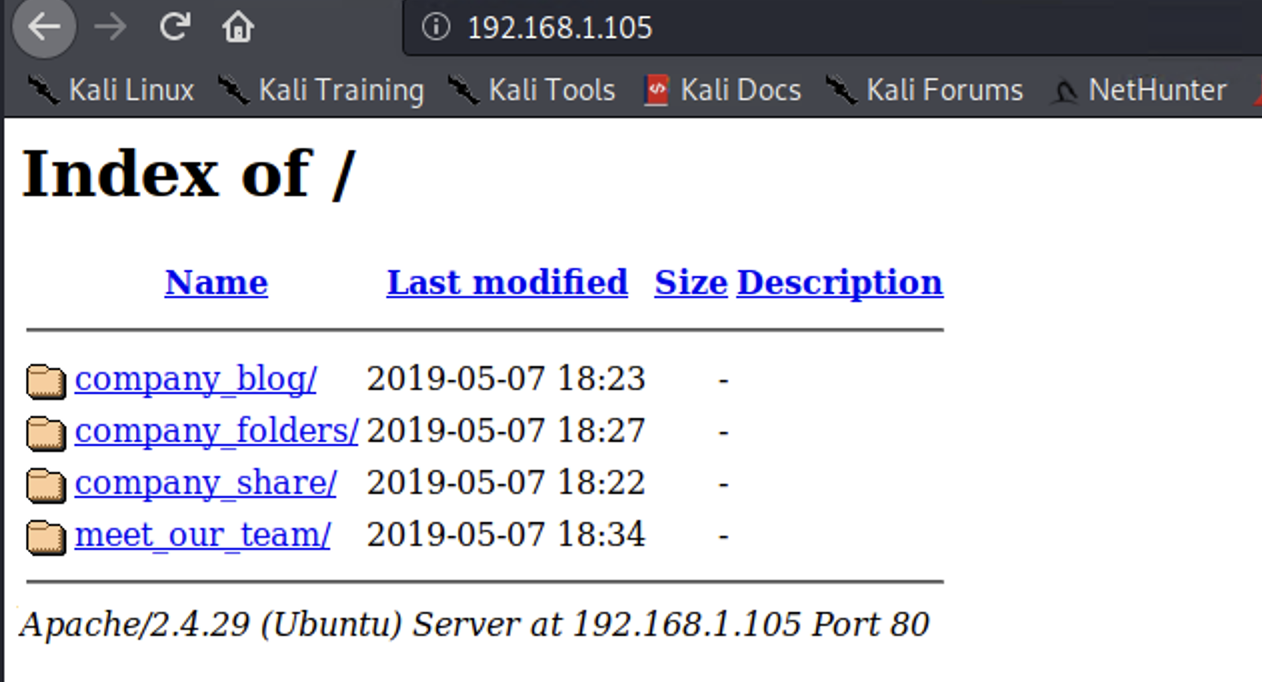 192.168.1.105
Kali Linux Kali Training Kali Tools Kali Docs Kali Forums NetHunter
Index of /
Name Last modified Size Description
company_blog/ 2019-05-07 18:23 -
company_folders/ 2019-05-07 18:27 -
company_share/ 2019-05-07 18:22 -
meet_our_team/ 2019-05-07 18:34 -
Apache/2.4.29 (Ubuntu) Server at 192.168.1.105 Port 80